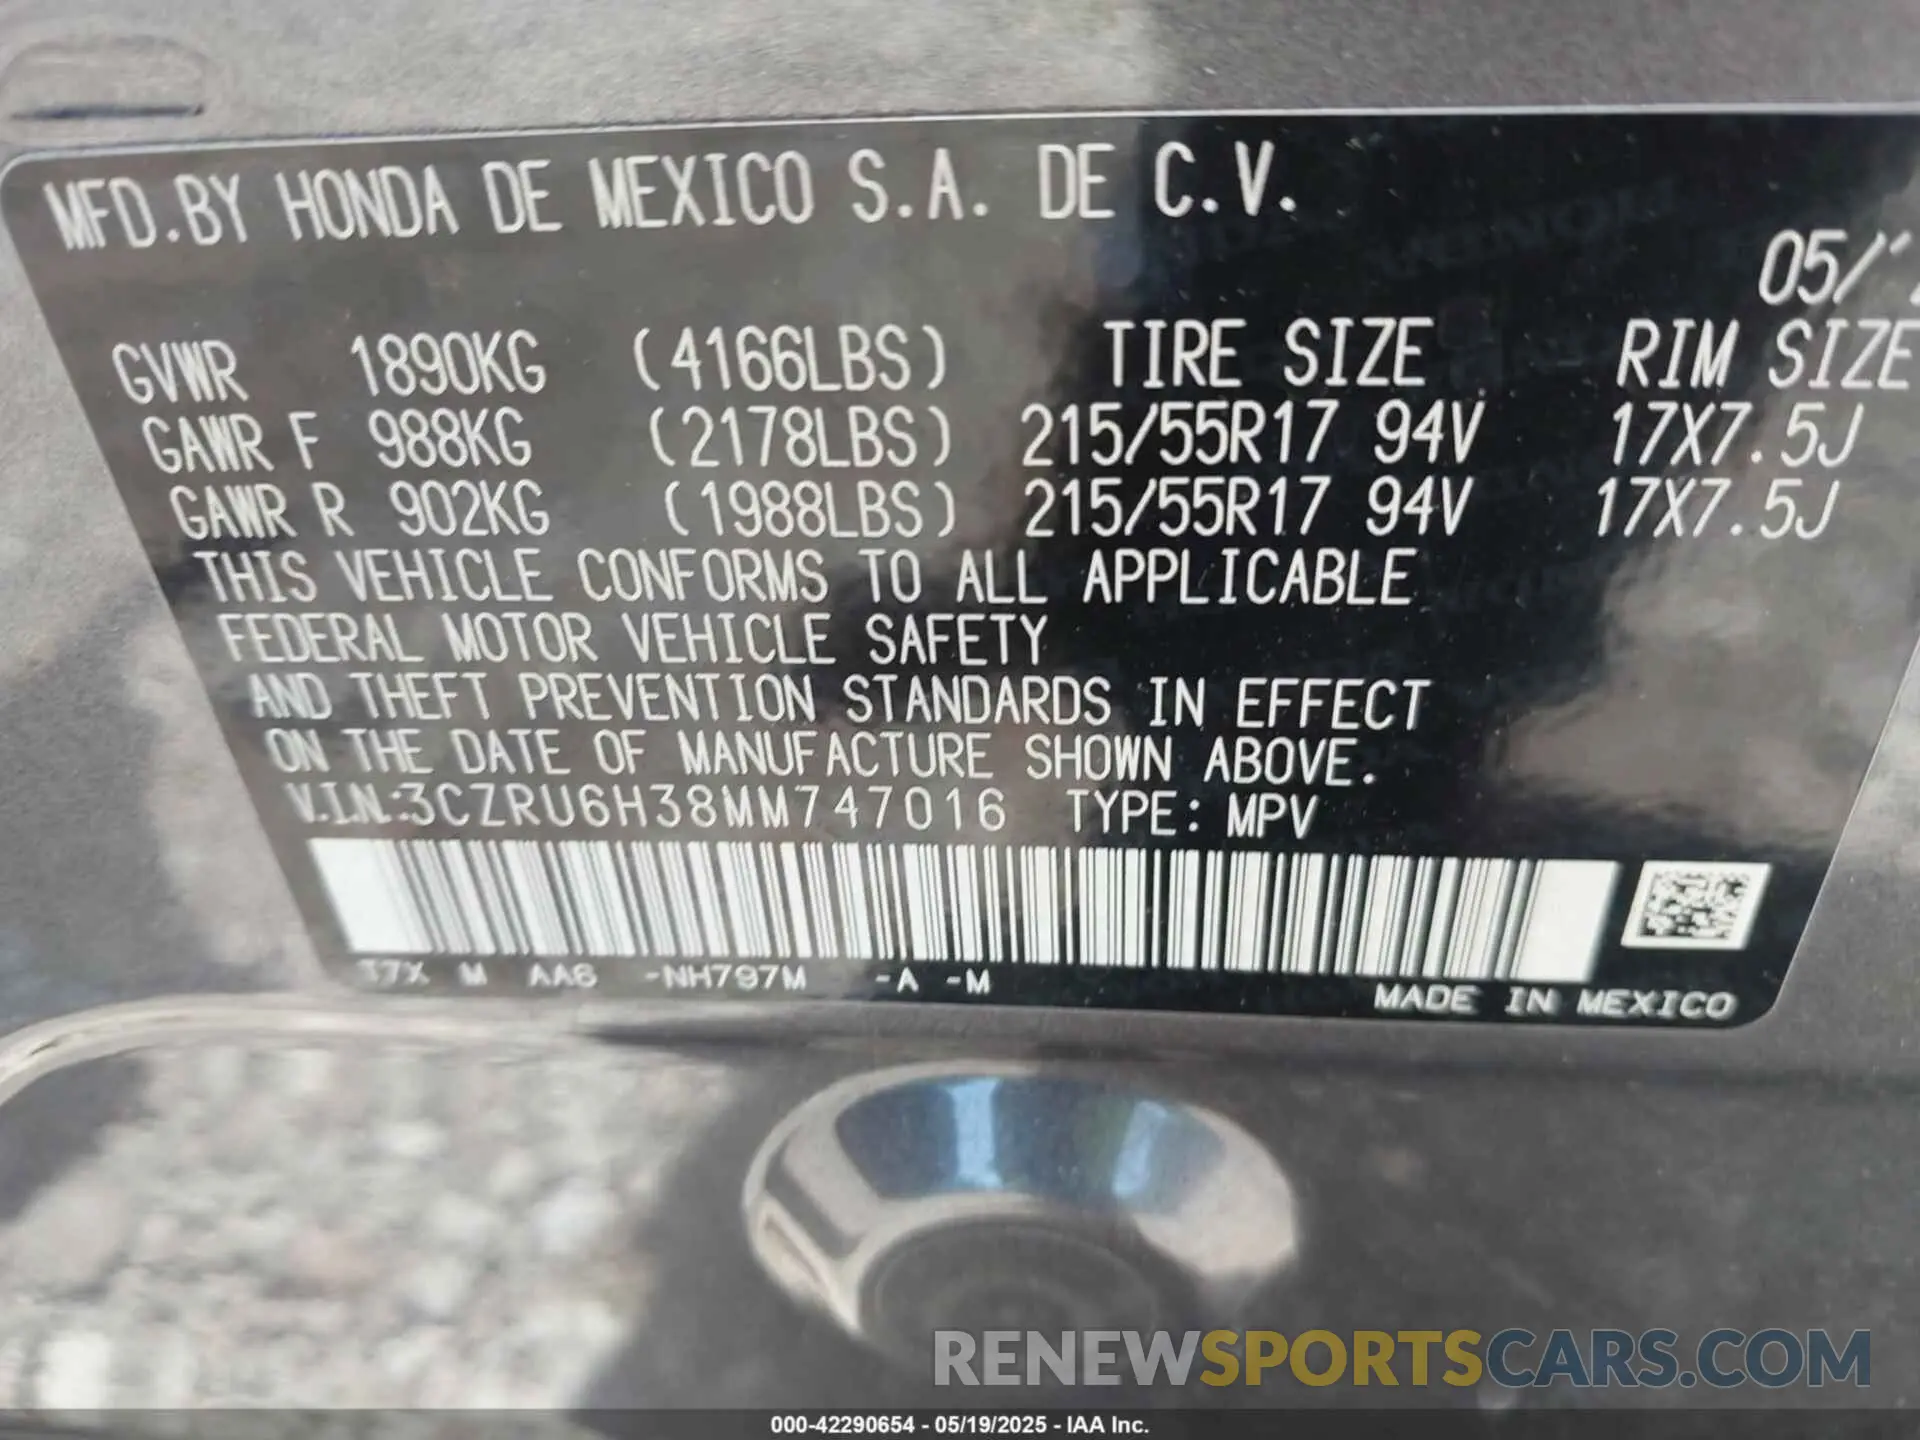 MFD.BY HONDA DE MEXICO S.A. DE C.V.
05/
GVWR 1890KG (4166LBS) TIRE SIZE RIM SIZE
GAWR F 988KG (2178LBS) 215/55R17 94V 17X7.5J
GAWR R 902KG (1988LBS) 215/55R17 94V 17X7.5J
THIS VEHICLE CONFORMS TO ALL APPLICABLE
FEDERAL MOTOR VEHICLE SAFETY
AND THEFT PREVENTION STANDARDS IN EFFECT
ON THE DATE OF MANUFACTURE SHOWN ABOVE.
V.I.N.:3CZRU6H38MM747016 TYPE: MPV
T7X M AA6 -NH797M -A -M
MADE IN MEXICO
RENEWSPORTSCARS.COM
000-42290654 - 05/19/2025 - IAA Inc.